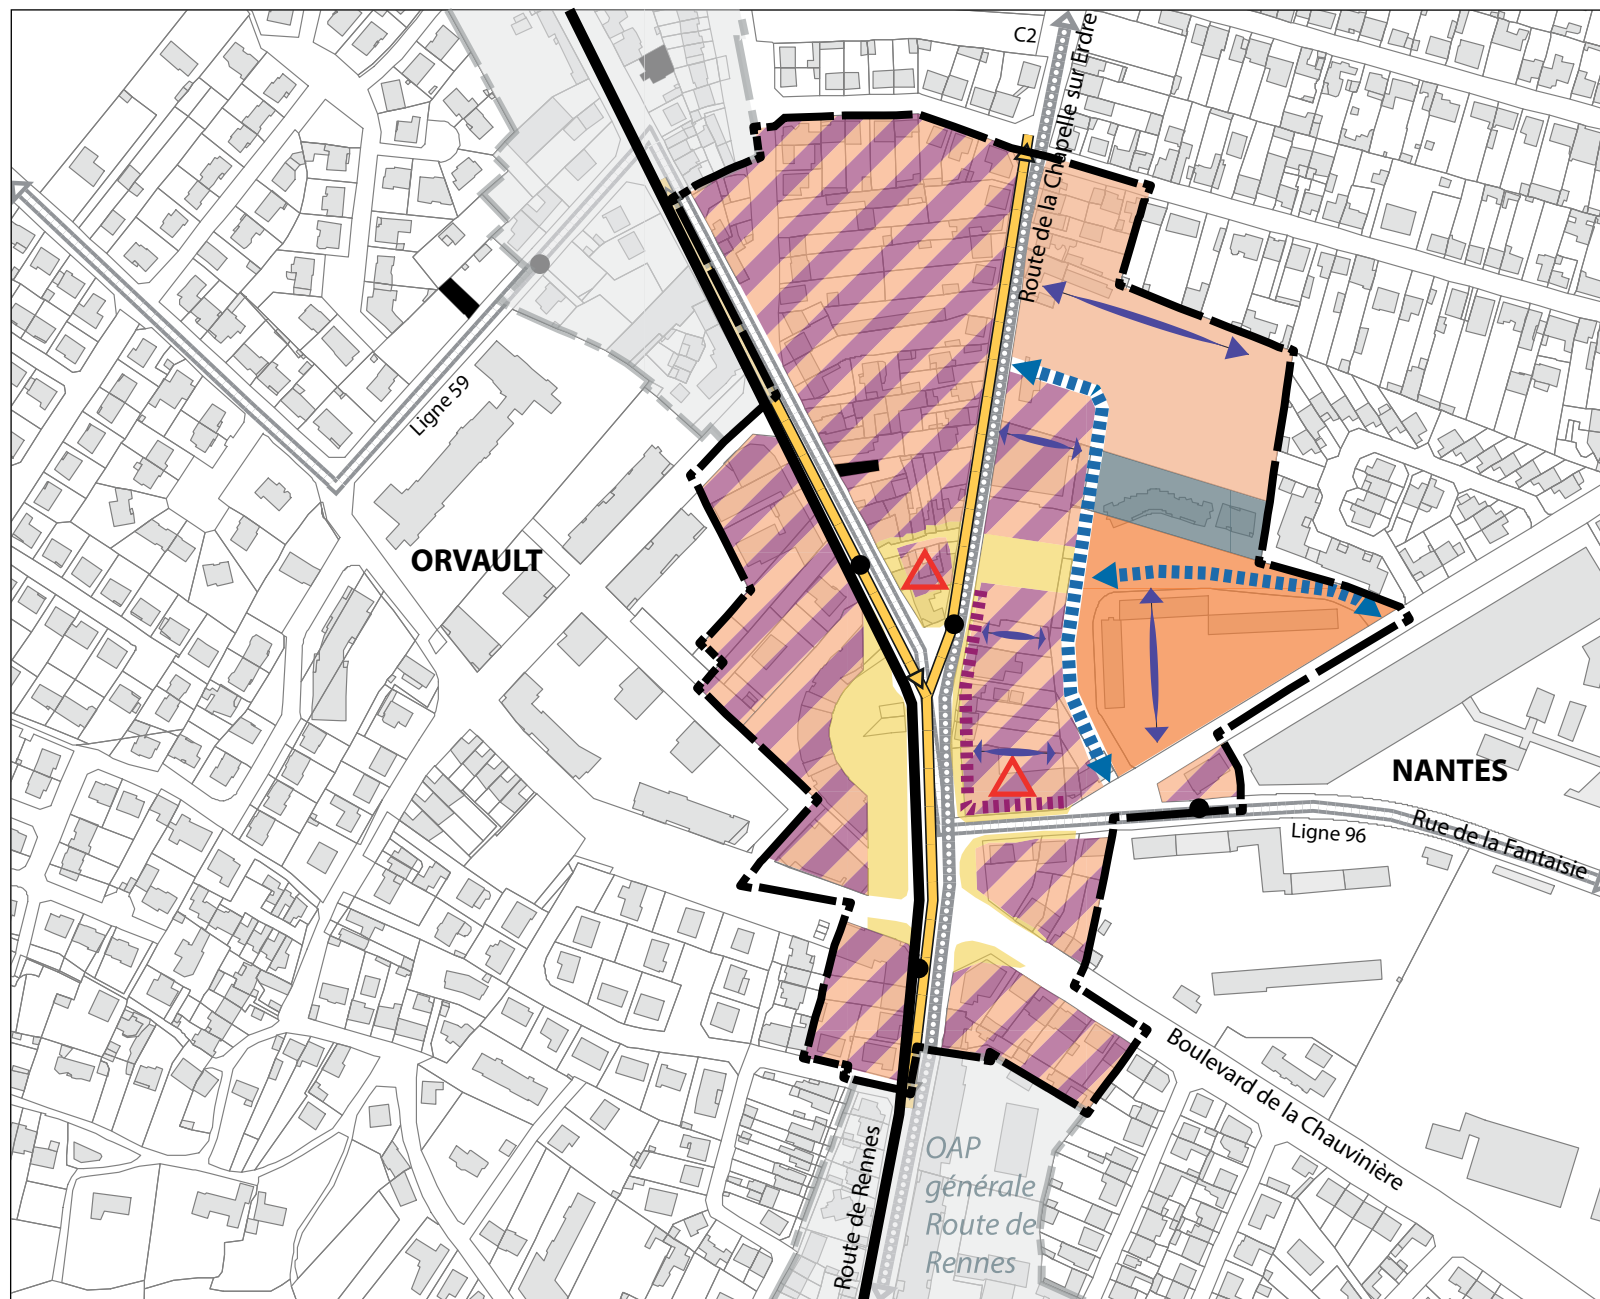 C2
Route de la Chapelle sur Erdre
Ligne 59
ORVAULT
NANTES
Ligne 96
Rue de la Fantaisie
Boulevard de la Chauvinière
Route de Rennes
OAP
générale
Route de
Rennes